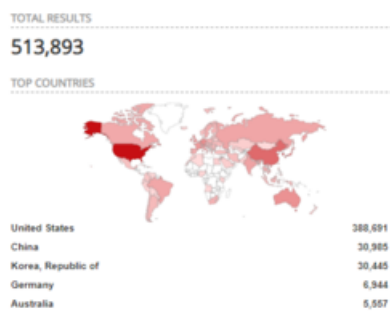 TOTAL RESULTS
513,893
TOP COUNTRIES
United States 388,691
China 30,985
Korea, Republic of 30,445
Germany 6,944
Australia 5,557